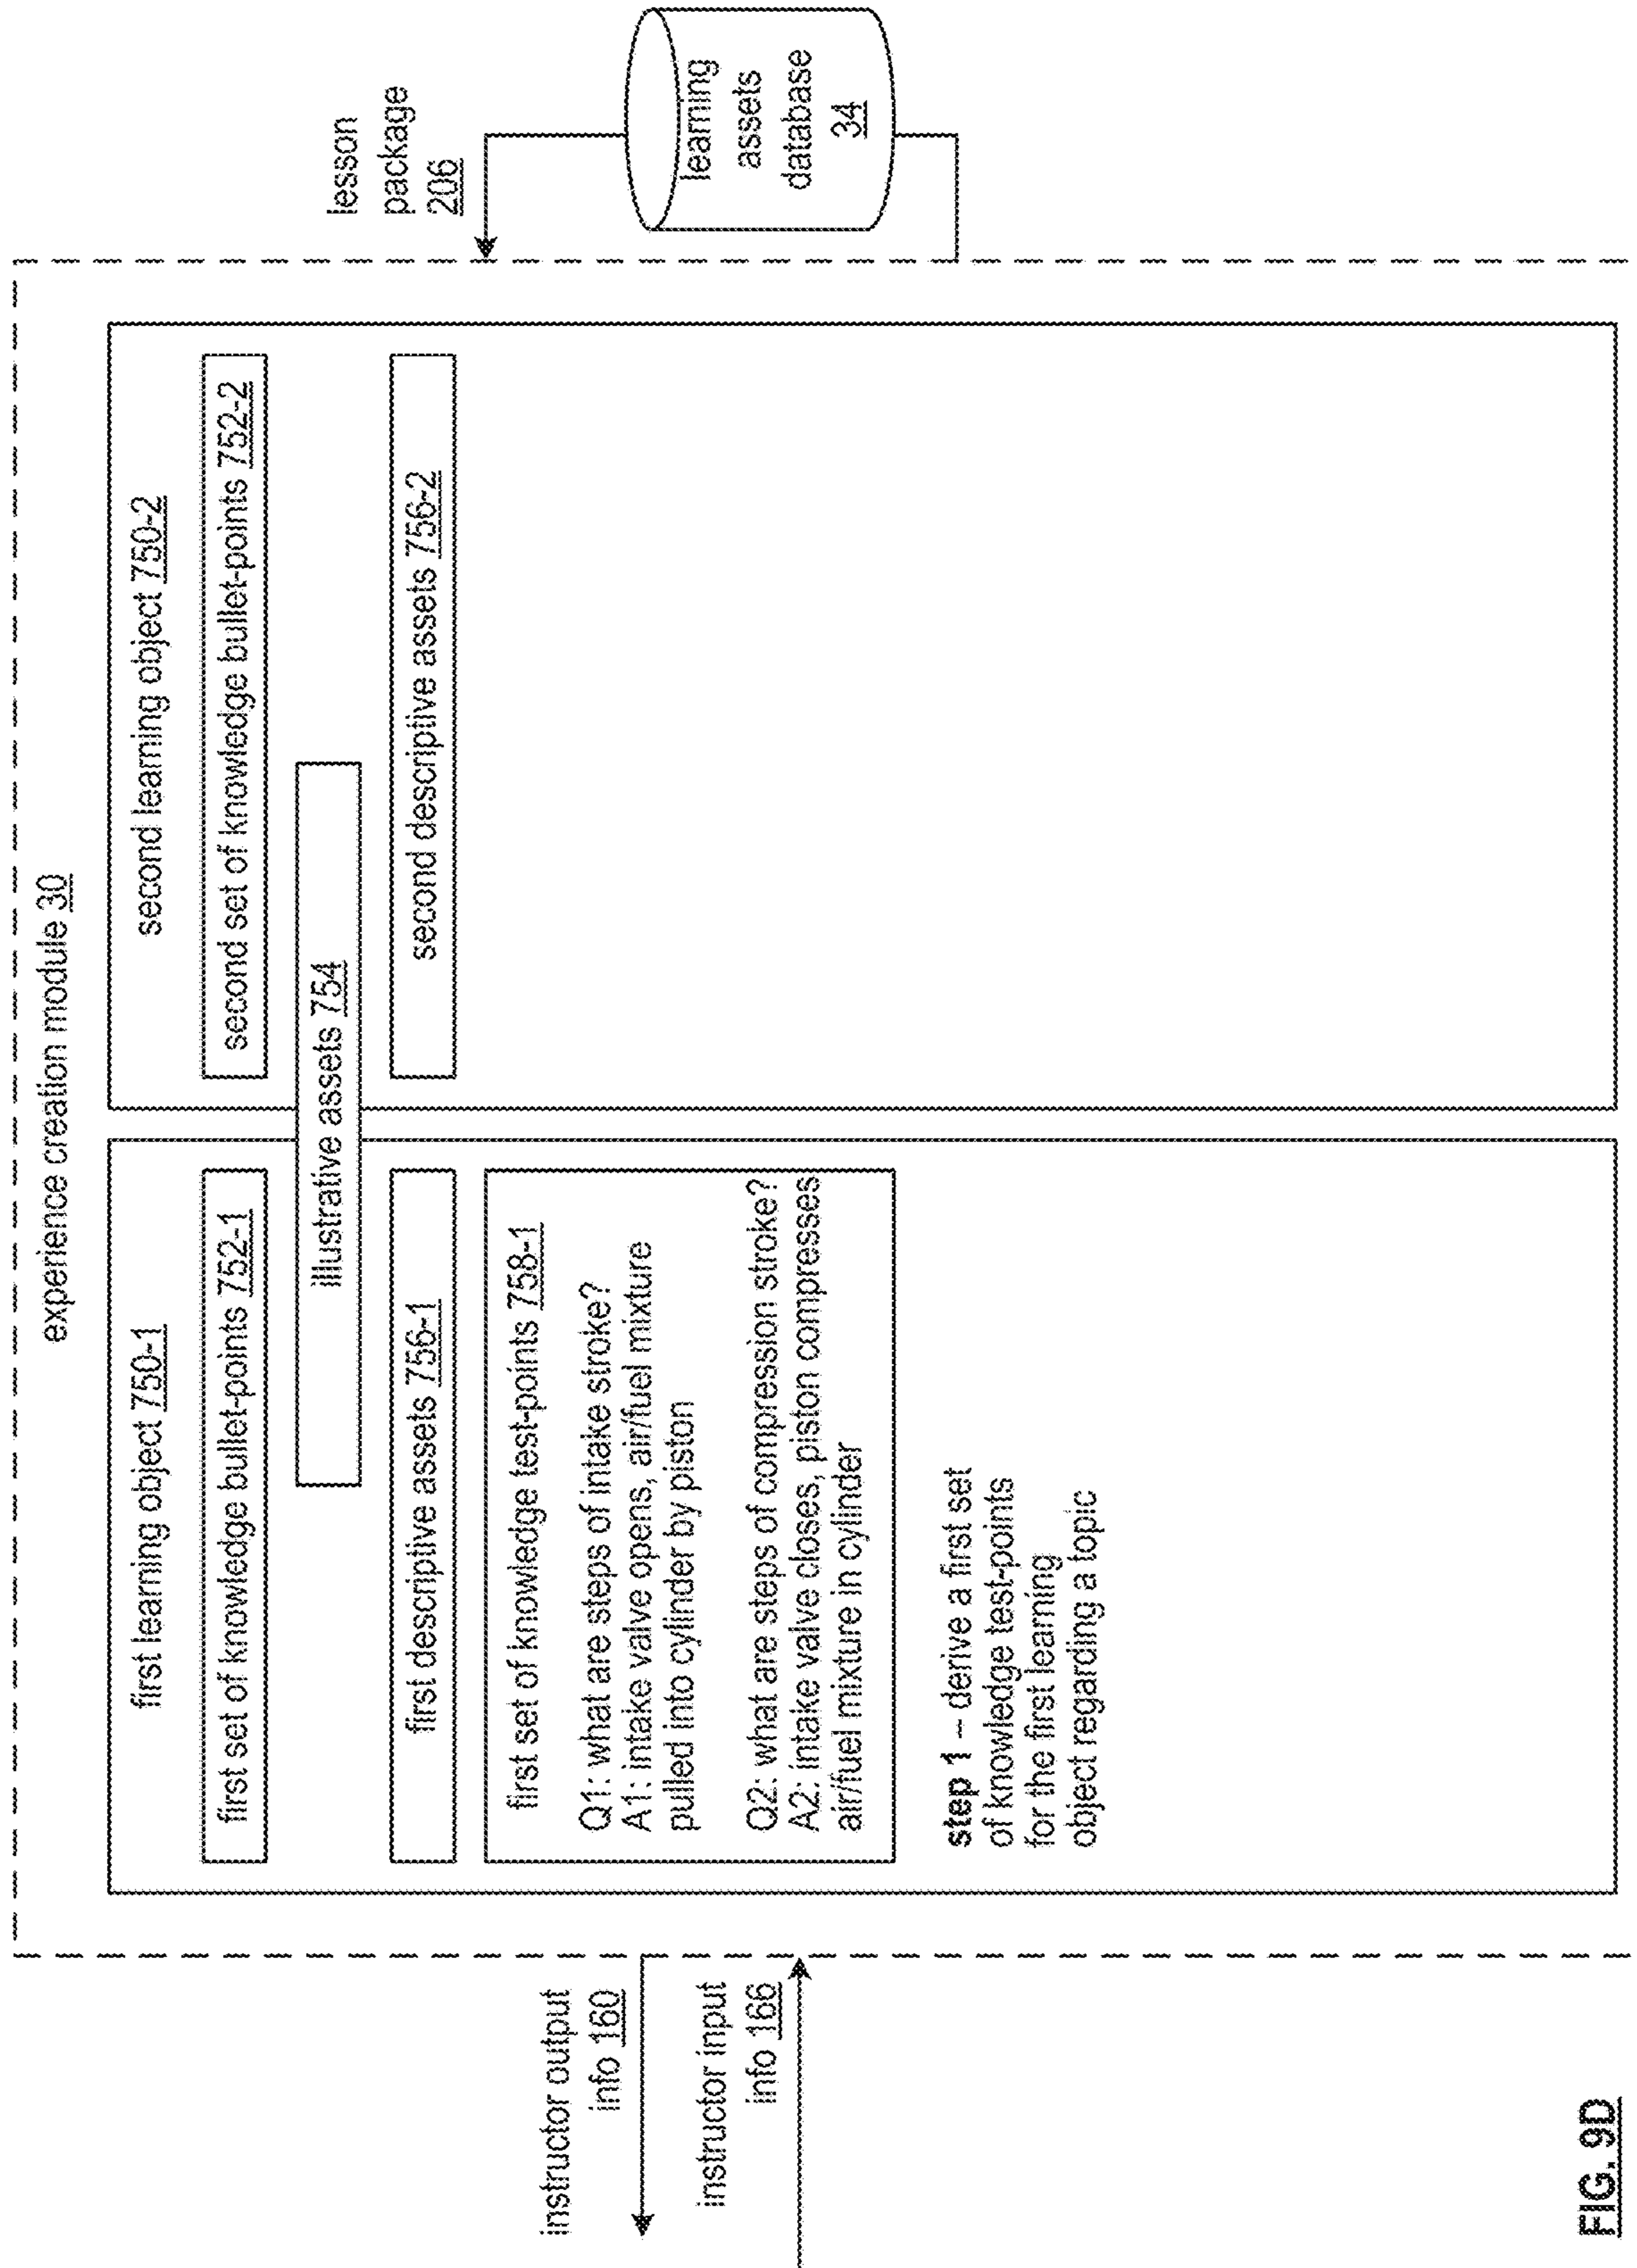 experience creation module 30
first learning object 750-1
first set of knowledge bullet-points 752-1
second learning object 750-2
second set of knowledge bullet-points 752-2
illustrative assets 754
first descriptive assets 756-1
second descriptive assets 756-2
first set of knowledge test-points 758-1
Q1: what are steps of intake stroke?
A1: intake valve opens, air/fuel mixture
pulled into cylinder by piston
Q2: what are steps of compression stroke?
A2: intake valve closes, piston compresses
air/fuel mixture in cylinder
step 1 -- derive a first set
of knowledge test-points
for the first learning
object regarding a topic
instructor output
info 160
instructor input
info 166
lesson
package
206
learning
assets
database
34
FIG. 9D